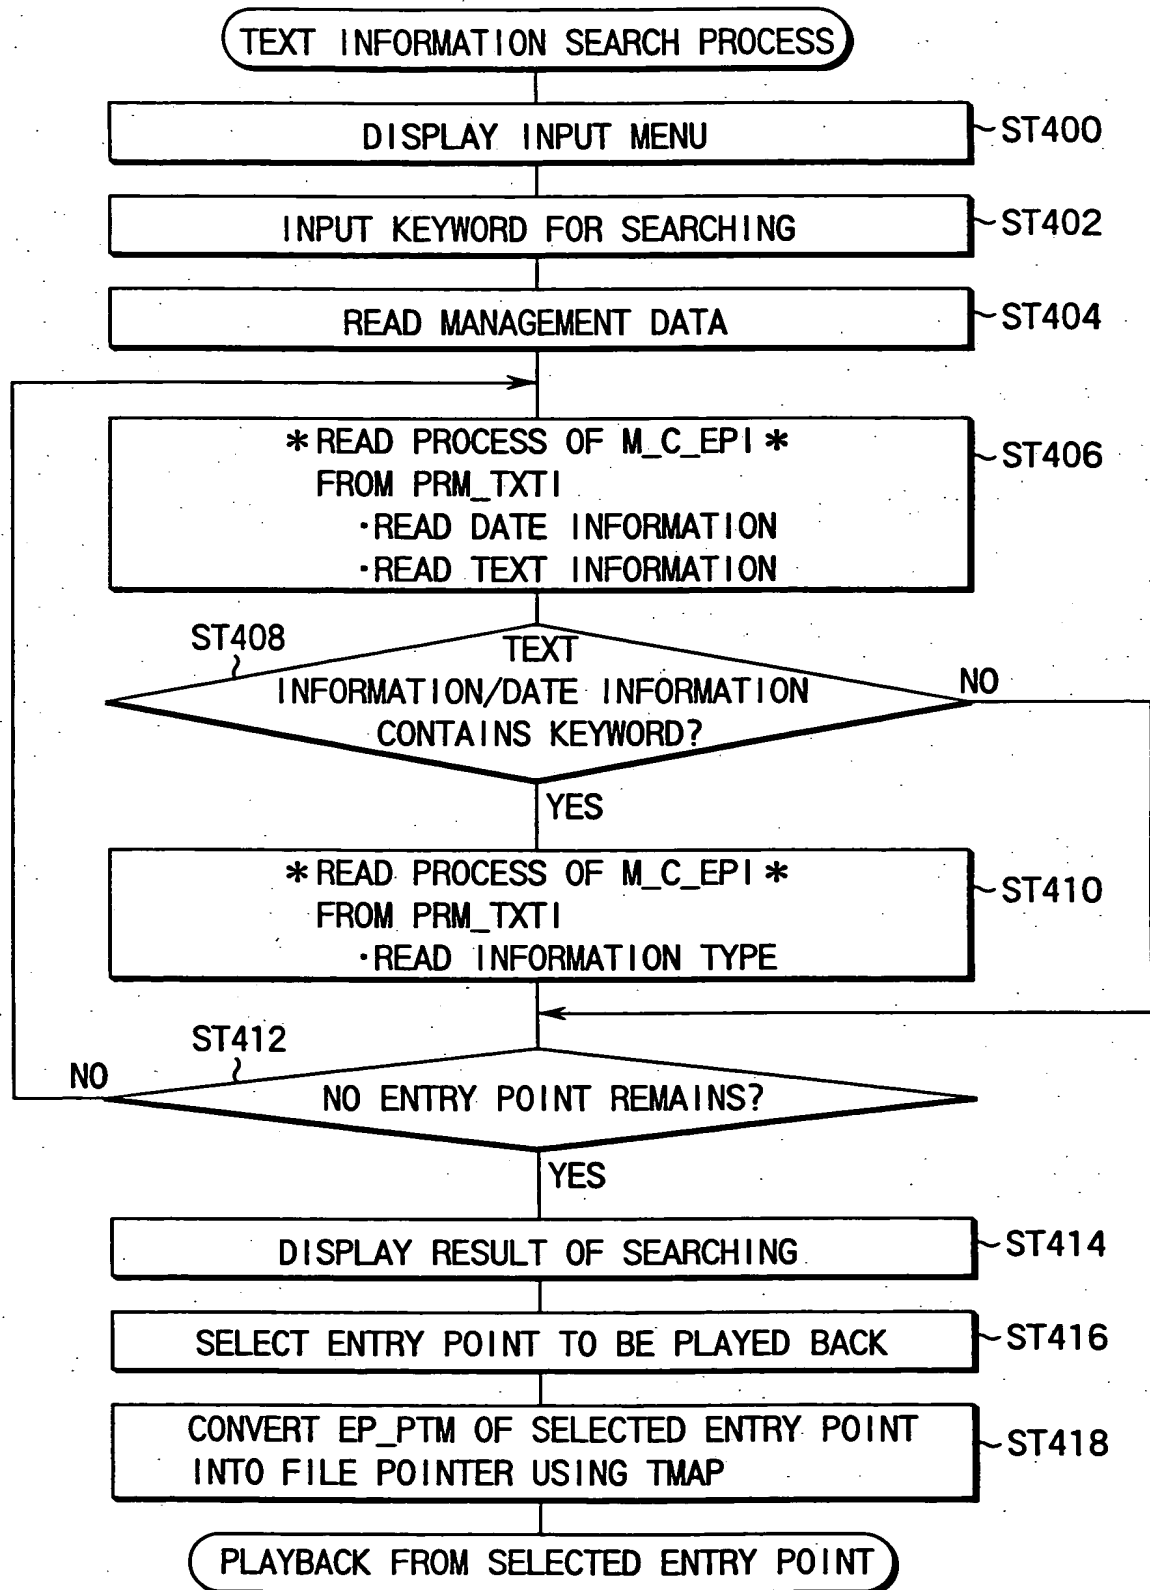 TEXT INFORMATION SEARCH PROCESS
DISPLAY INPUT MENU
ST400
INPUT KEYWORD FOR SEARCHING
ST402
READ MANAGEMENT DATA
ST404
*READ PROCESS OF M_C_EPI*
ST406
FROM PRM_TXTI
·READ DATE INFORMATION
·READ TEXT INFORMATION
ST408
TEXT
INFORMATION/DATE INFORMATION
CONTAINS KEYWORD?
NO
YES
*READ PROCESS OF M_C_EPI*
ST410
FROM PRM_TXTI
·READ INFORMATION TYPE
ST412
NO
NO ENTRY POINT REMAINS?
YES
DISPLAY RESULT OF SEARCHING
ST414
SELECT ENTRY POINT TO BE PLAYED BACK
ST416
CONVERT EP_PTM OF SELECTED ENTRY POINT
INTO FILE POINTER USING TMAP
ST418
PLAYBACK FROM SELECTED ENTRY POINT